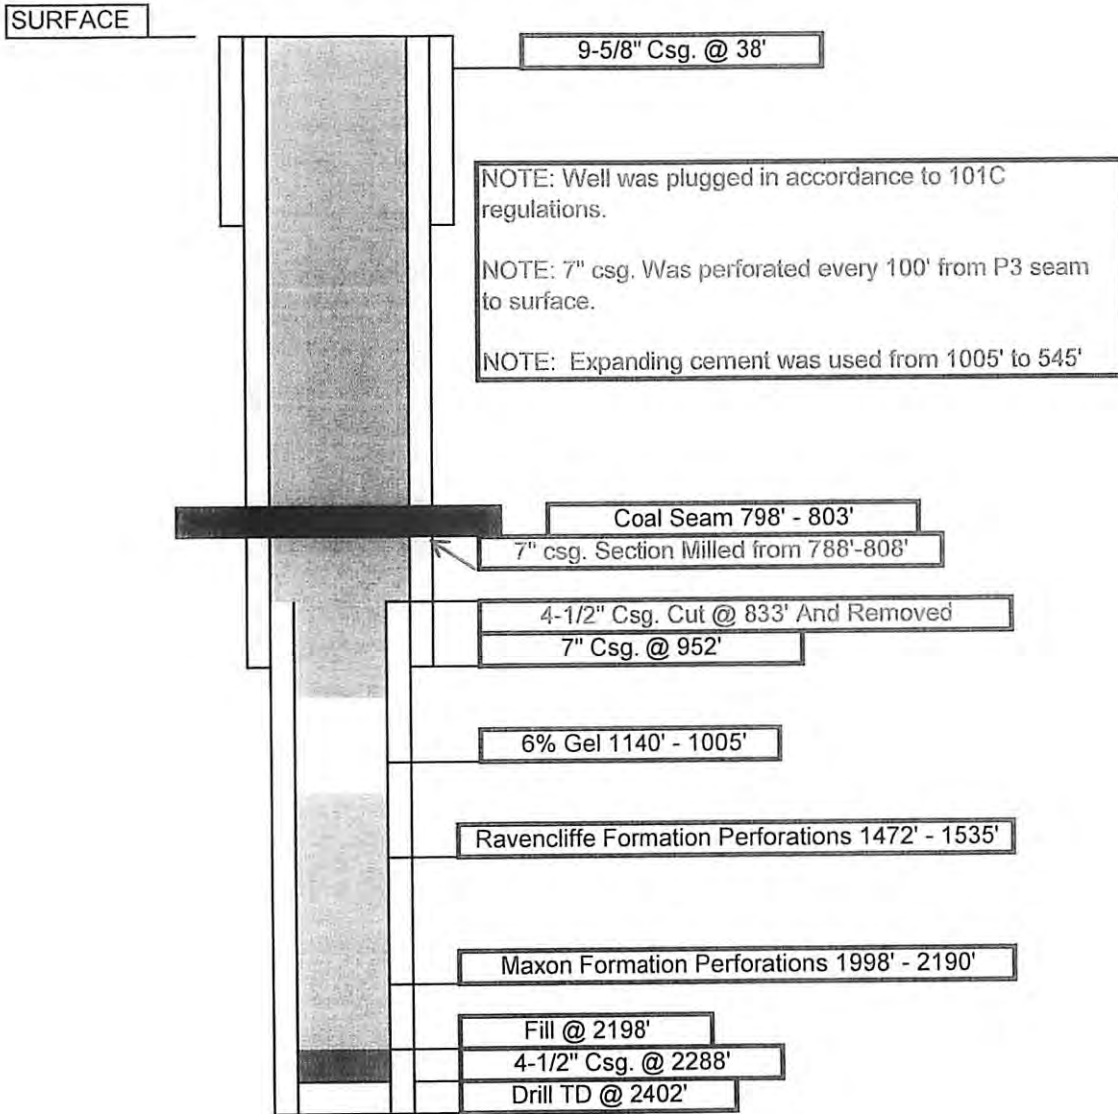 SURFACE
9-5/8" Csg. @ 38'
NOTE: Well was plugged in accordance to 101C
regulations.
NOTE: 7" csg. Was perforated every 100' from P3 seam
to surface.
NOTE: Expanding cement was used from 1005' to 545'
Coal Seam 798' - 803'
7" csg. Section Milled from 788'-808'
4-1/2" Csg. Cut @ 833' And Removed
7" Csg. @ 952'
6% Gel 1140' - 1005'
Ravencliffe Formation Perforations 1472' - 1535'
Maxon Formation Perforations 1998' - 2190'
Fill @ 2198'
4-1/2" Csg. @ 2288'
Drill TD @ 2402'